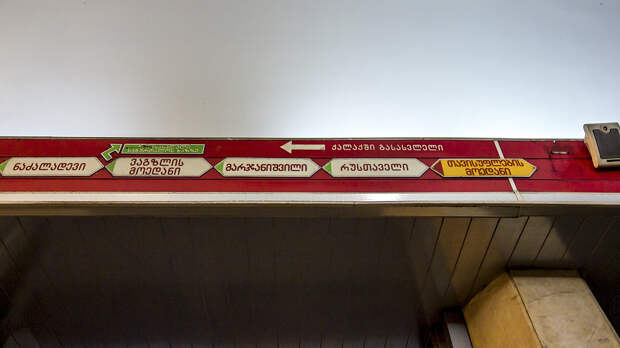 ქალაქში გასასვლელი
ნაძალადევი
ვაგზლის
მოედანი
მარჯანიშვილი
რუსთაველი
თავისუფლების
მოედანი